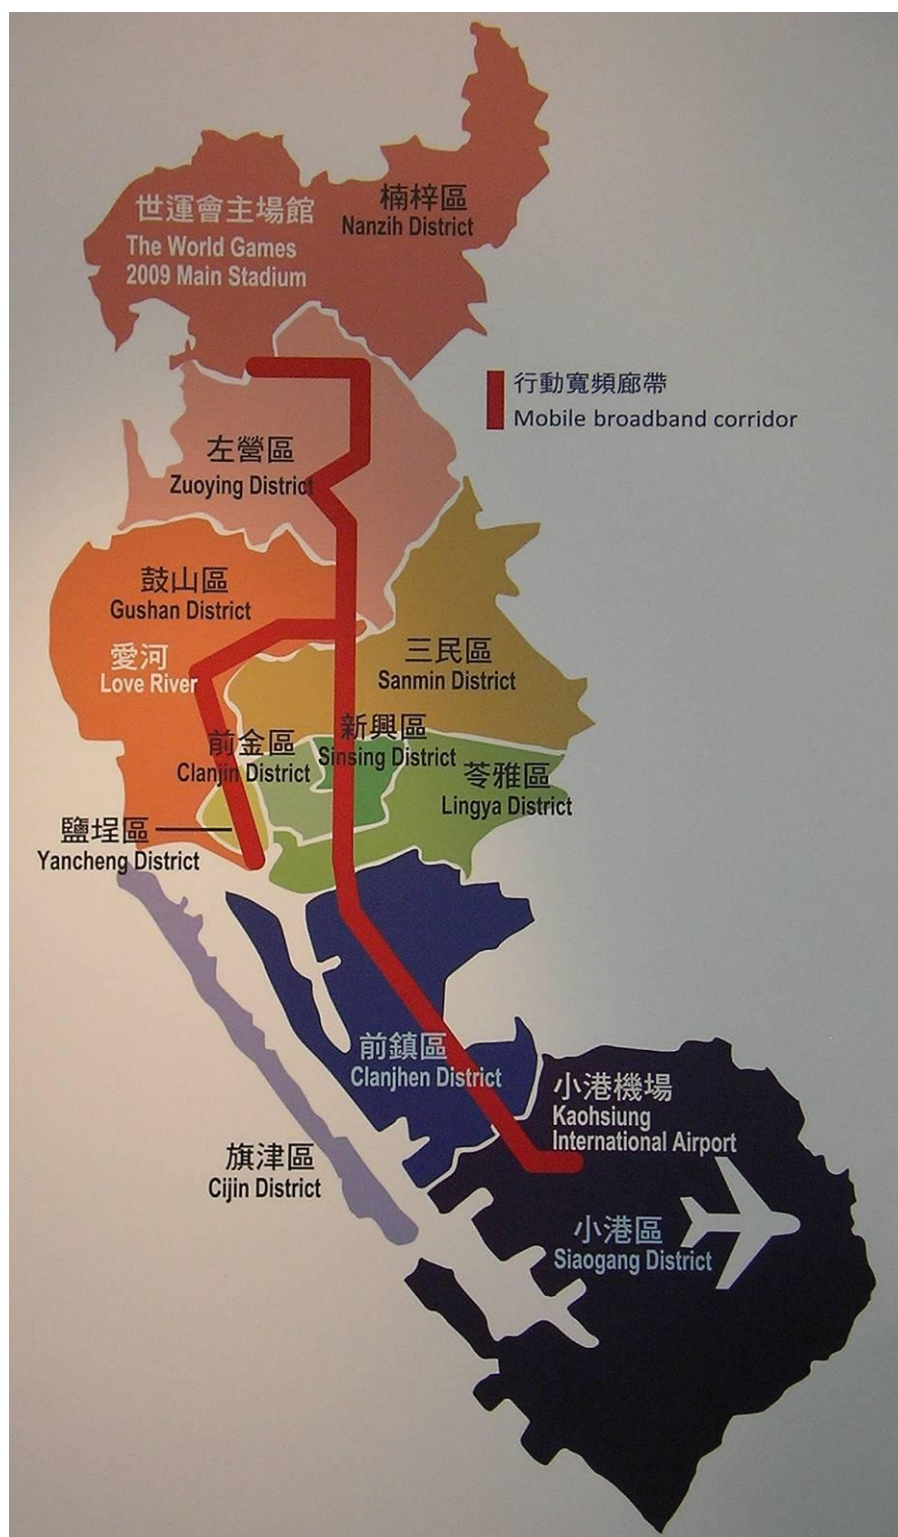 世運會主場館
The World Games
2009 Main Stadium
楠梓區
Nanzih District
行動寬頻廊帶
Mobile broadband corridor
左營區
Zuoying District
鼓山區
Gushan District
愛河
Love River
三民區
Sanmin District
前金區
Clanjin District
新興區
Sinsing District
苓雅區
Lingya District
鹽埕區
Yancheng District
前鎮區
Clanjhen District
小港機場
Kaohsiung
International Airport
旗津區
Cijin District
小港區
Siaogang District